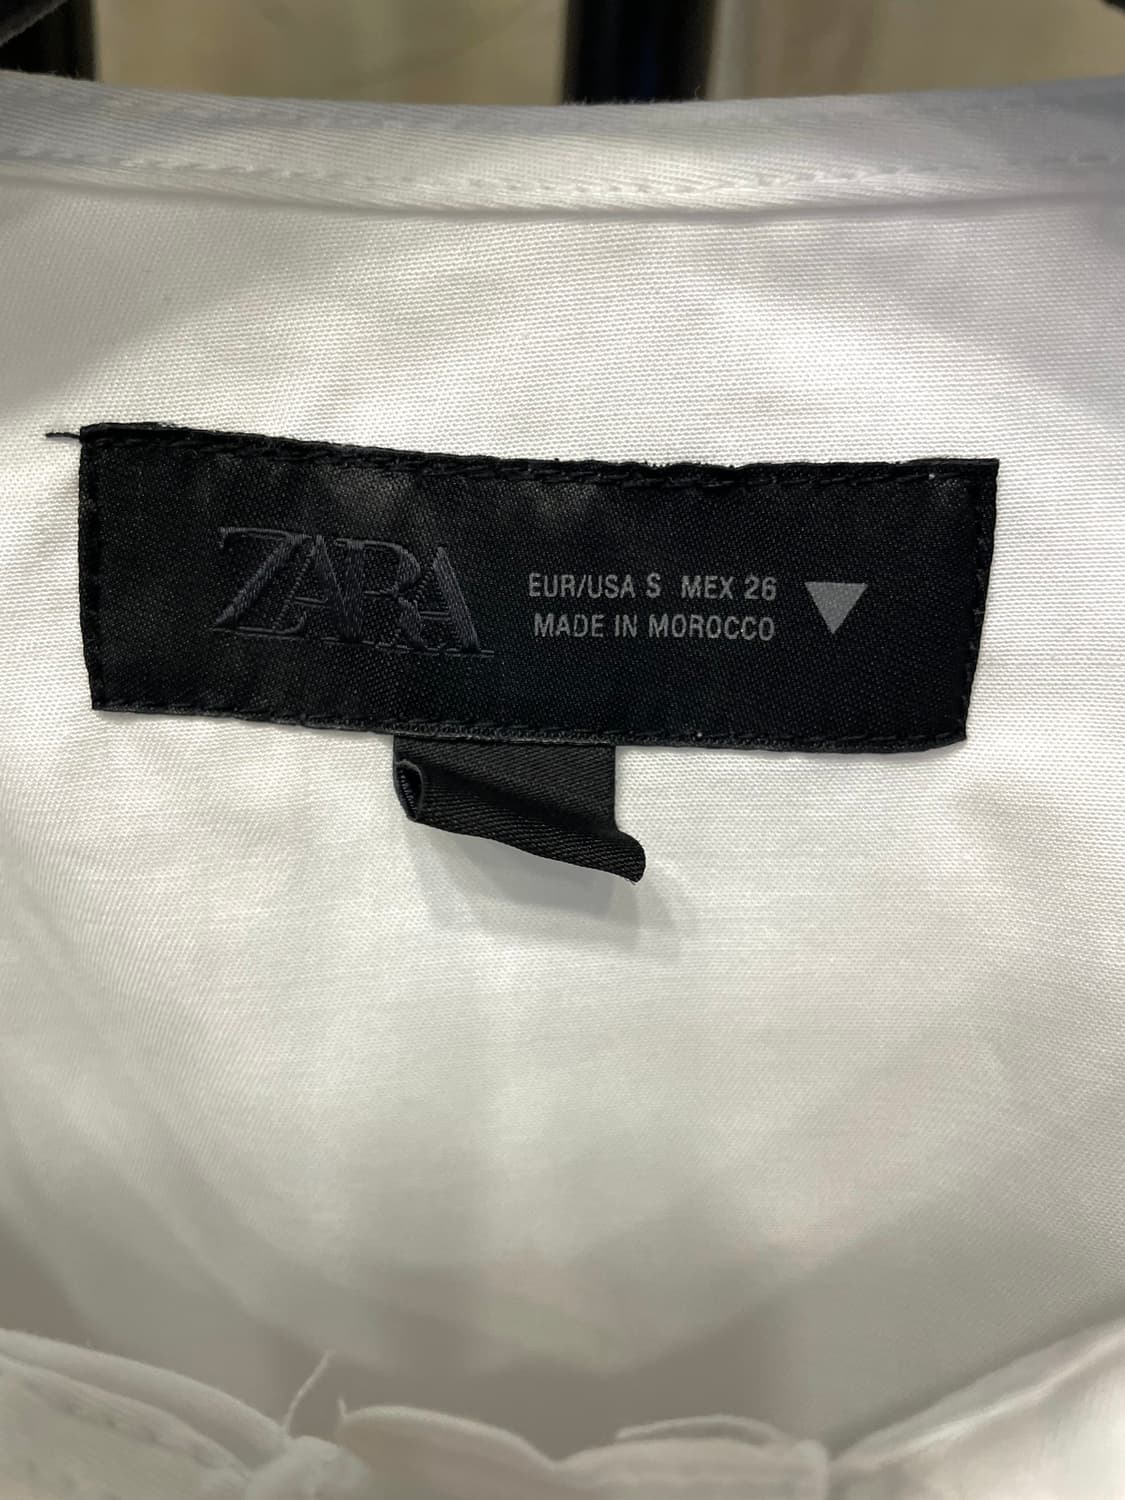 ZARA
EUR/USA S MEX 26
MADE IN MOROCCO